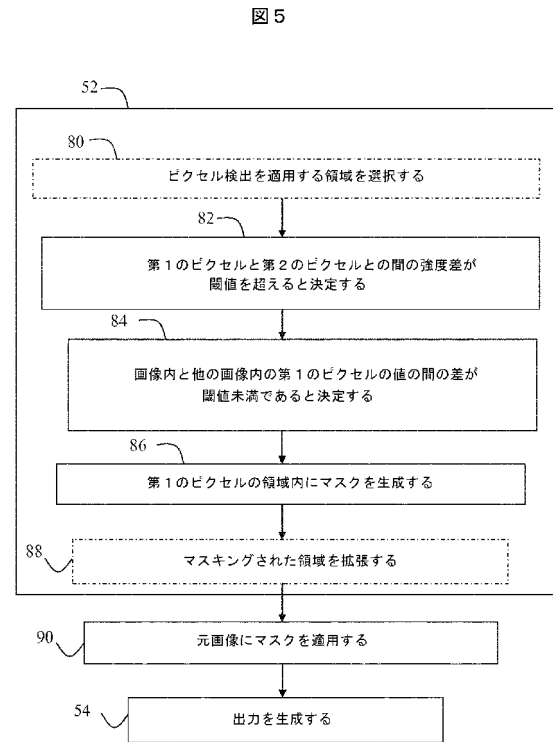 図5
52
80
ピクセル検出を適用する領域を選択する
82
第1のピクセルと第2のピクセルとの間の強度差が
閾値を超えると決定する
84
画像内と他の画像内の第1のピクセルの値の間の差が
閾値未満であると決定する
86
第1のピクセルの領域内にマスクを生成する
88
マスキングされた領域を拡張する
90
元画像にマスクを適用する
54
出力を生成する